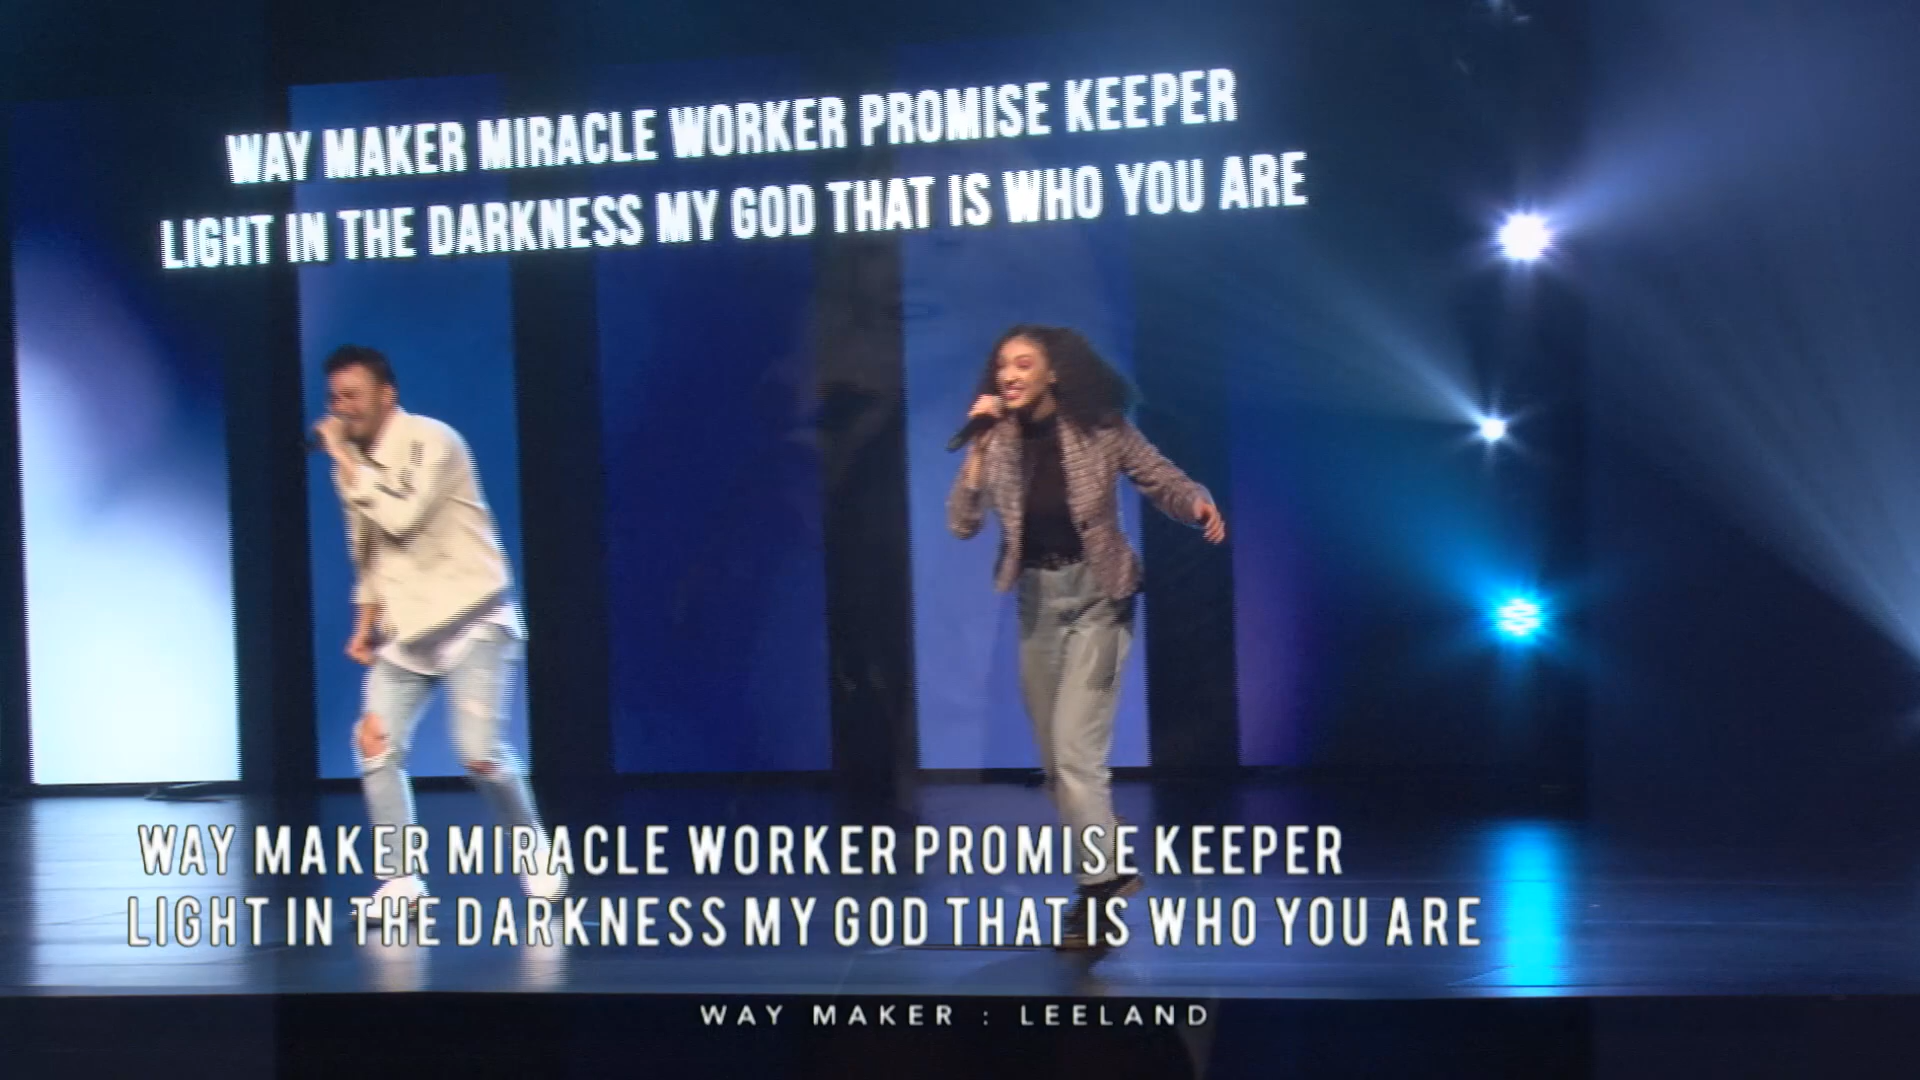 WAY MAKER MIRACLE WORKER PROMISE KEEPER
LIGHT IN THE DARKNESS MY GOD THAT IS WHO YOU ARE
WAY MAKER MIRACLE WORKER PROMISE KEEPER
LIGHT IN THE DARKNESS MY GOD THAT IS WHO YOU ARE
WAY MAKER : LEELAND